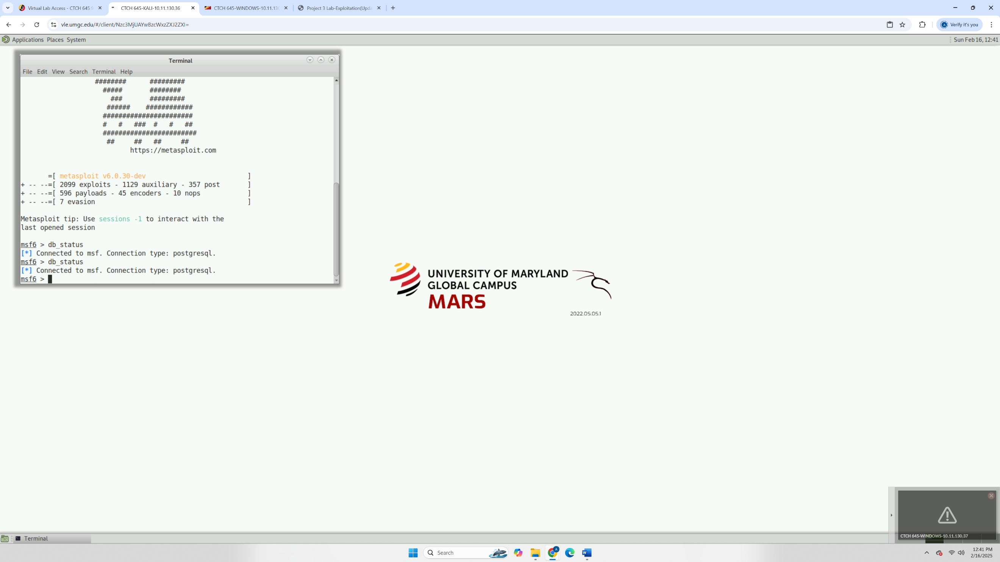 Virtual Lab Access - CTCH 645 9
CTCH 645-KALI-10.11.130.36
CTCH 645-WINDOWS-10.11.130
Project 3 Lab-Exploitation(Upda
vle.umgc.edu/#/client/Nzc3MjUAYwBzcWxzZXJ2ZXI=
Verify it's you
Applications Places System
Sun Feb 16, 12:41
Terminal
File Edit View Search Terminal Help
########      #########
#####       ########
###       #########
######    ############
#######################
#   #   ###  #   #   ##
########################
##     ##   ##     ##
https://metasploit.com
=[ metasploit v6.0.30-dev                          ]
+ -- --=[ 2099 exploits - 1129 auxiliary - 357 post       ]
+ -- --=[ 596 payloads - 45 encoders - 10 nops            ]
+ -- --=[ 7 evasion                                       ]
Metasploit tip: Use sessions -1 to interact with the
last opened session
msf6 > db_status
[*] Connected to msf. Connection type: postgresql.
msf6 > db_status
[*] Connected to msf. Connection type: postgresql.
msf6 >
UNIVERSITY OF MARYLAND
GLOBAL CAMPUS
MARS
2022.05.05.1
CTCH 645-WINDOWS-10.11.130.37
Terminal
Search
12:41 PM
2/16/2025